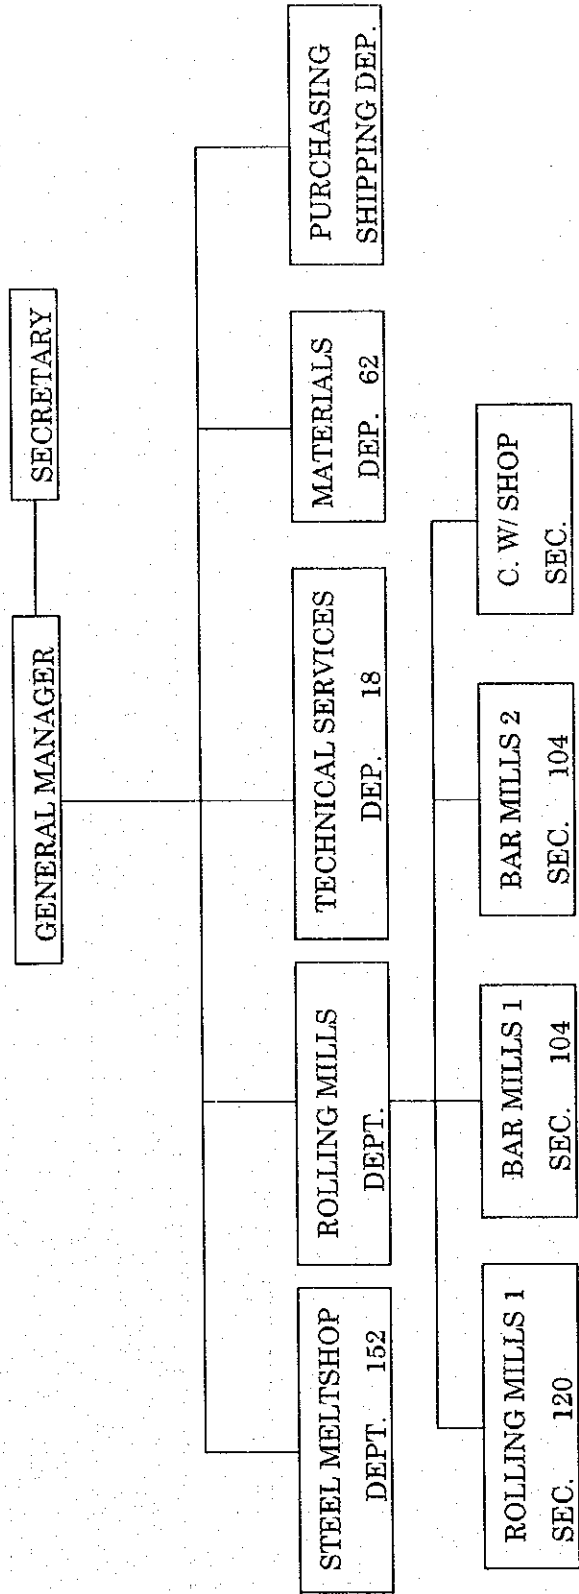 GENERAL MANAGER
SECRETARY
STEEL MELTSHOP
DEPT. 152
ROLLING MILLS
DEPT.
TECHNICAL SERVICES
DEP. 18
MATERIALS
DEP. 62
PURCHASING
SHIPPING DEP.
ROLLING MILLS 1
SEC. 120
BAR MILLS 1
SEC. 104
BAR MILLS 2
SEC. 104
C. W/ SHOP
SEC.